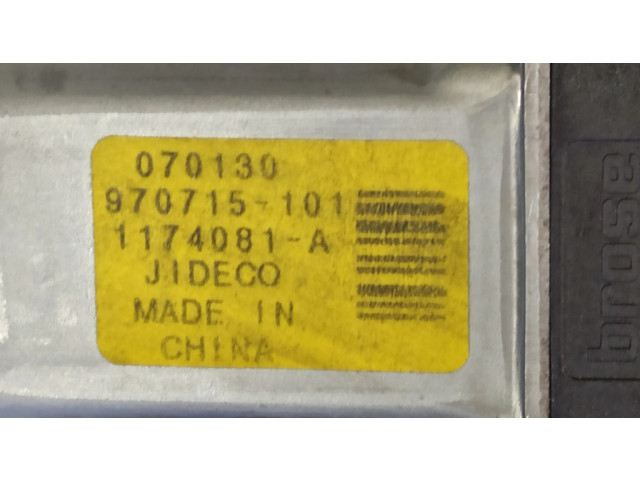 070130
970715-101
1174081-A
JIDECO
MADE IN
CHINA
brose